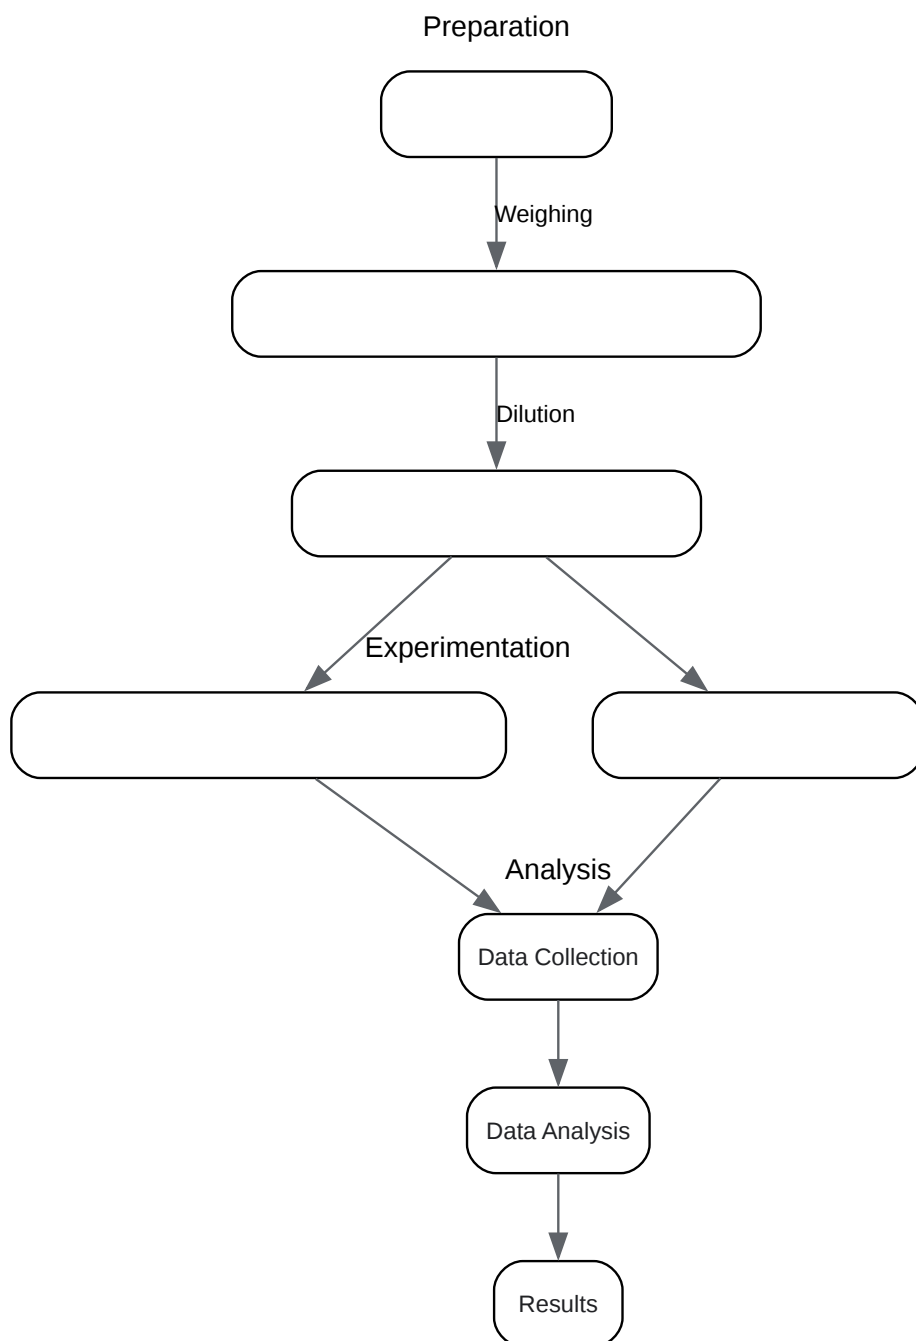 Preparation
Weighing
Dilution
Experimentation
Analysis
Data Collection
Data Analysis
Results